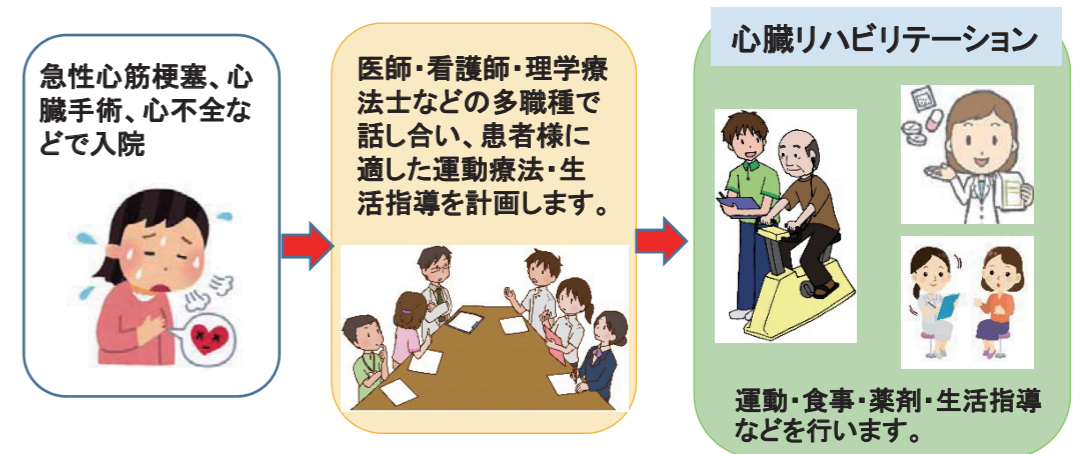 急性心筋梗塞、心
臓手術、心不全な
どで入院
医師・看護師・理学療
法士などの多職種で
話し合い、患者様に
適した運動療法・生
活指導を計画します。
心臓リハビリテーション
運動・食事・薬剤・生活指導
などを行います。